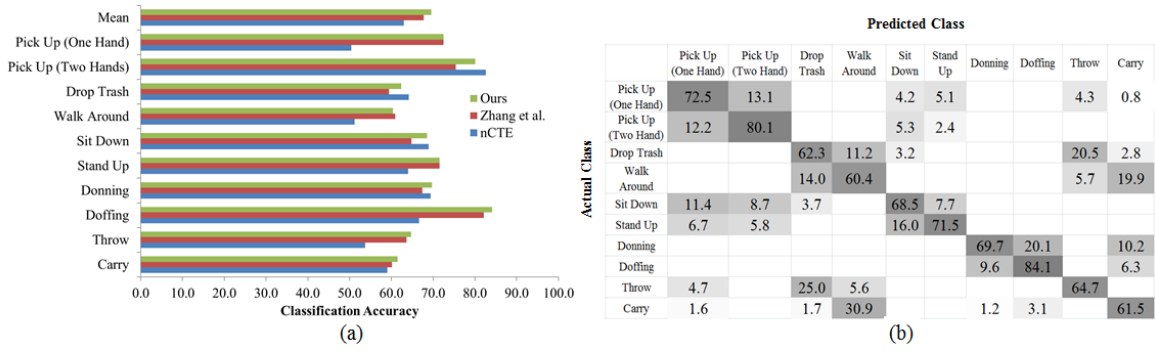 Mean
Pick Up (One Hand)
Pick Up (Two Hands)
Drop Trash
Walk Around
Sit Down
Stand Up
Donning
Doffing
Throw
Carry
Ours
Zhang et al.
nCTE
0.0 10.0 20.0 30.0 40.0 50.0 60.0 70.0 80.0 90.0 100.0
Classification Accuracy
(a)
Predicted Class
Actual Class
Pick Up Pick Up Drop Walk Sit Stand
(One Hand) (Two Hand) Trash Around Down Up Donning Doffing Throw Carry
Pick Up
(One Hand) 72.5 13.1 4.2 5.1 4.3 0.8
Pick Up
(Two Hand) 12.2 80.1 5.3 2.4
Drop Trash 62.3 11.2 3.2 20.5 2.8
Walk
Around 14.0 60.4 5.7 19.9
Sit Down 11.4 8.7 3.7 68.5 7.7
Stand Up 6.7 5.8 16.0 71.5
Donning 69.7 20.1 10.2
Doffing 9.6 84.1 6.3
Throw 4.7 25.0 5.6 64.7
Carry 1.6 1.7 30.9 1.2 3.1 61.5
(b)